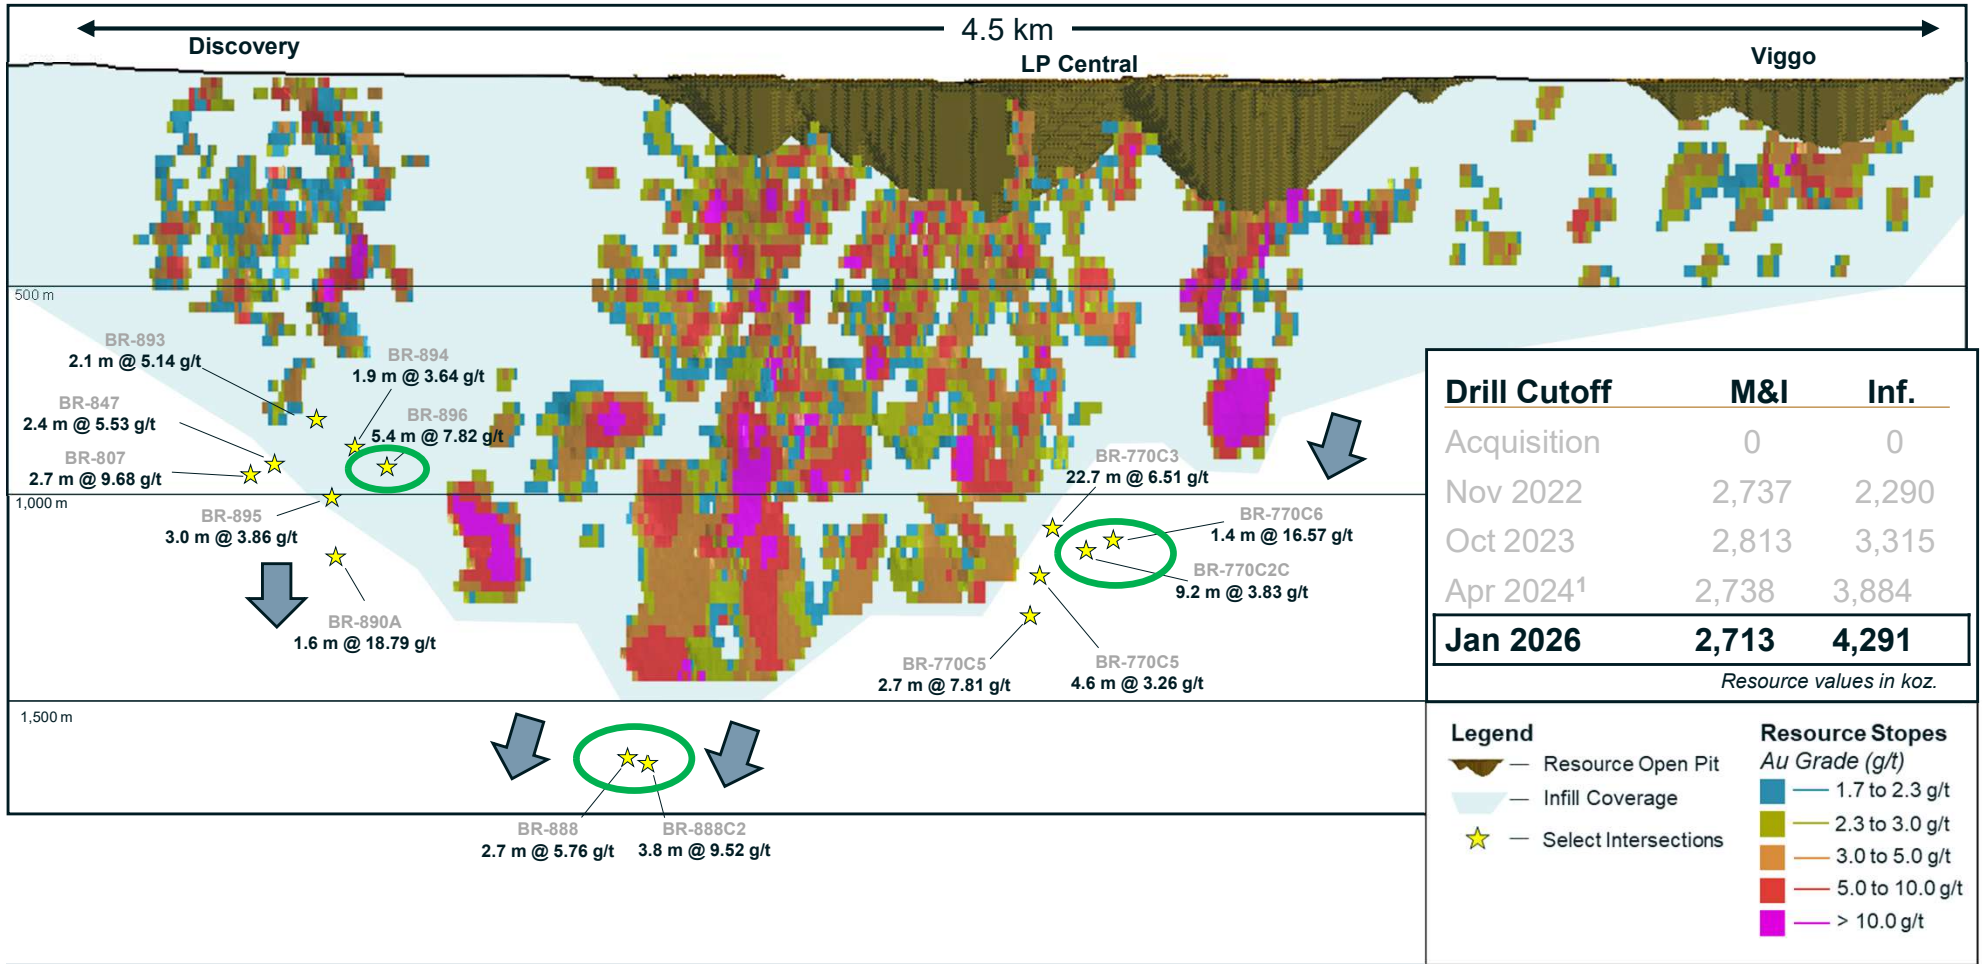 4.5 km
Discovery
LP Central
Viggo
500 m
BR-893
2.1 m @ 5.14 g/t
BR-894
1.9 m @ 3.64 g/t
BR-847
2.4 m @ 5.53 g/t
BR-896
5.4 m @ 7.82 g/t
BR-807
2.7 m @ 9.68 g/t
1,000 m
BR-895
3.0 m @ 3.86 g/t
BR-890A
1.6 m @ 18.79 g/t
BR-770C3
22.7 m @ 6.51 g/t
BR-770C6
1.4 m @ 16.57 g/t
BR-770C2C
9.2 m @ 3.83 g/t
BR-770C5
2.7 m @ 7.81 g/t
BR-770C5
4.6 m @ 3.26 g/t
1,500 m
BR-888
2.7 m @ 5.76 g/t
BR-888C2
3.8 m @ 9.52 g/t
Drill Cutoff M&I Inf.
Acquisition 0 0
Nov 2022 2,737 2,290
Oct 2023 2,813 3,315
Apr 2024¹ 2,738 3,884
Jan 2026 2,713 4,291
Resource values in koz.
Legend
Resource Open Pit
Infill Coverage
Select Intersections
Resource Stopes
Au Grade (g/t)
1.7 to 2.3 g/t
2.3 to 3.0 g/t
3.0 to 5.0 g/t
5.0 to 10.0 g/t
> 10.0 g/t